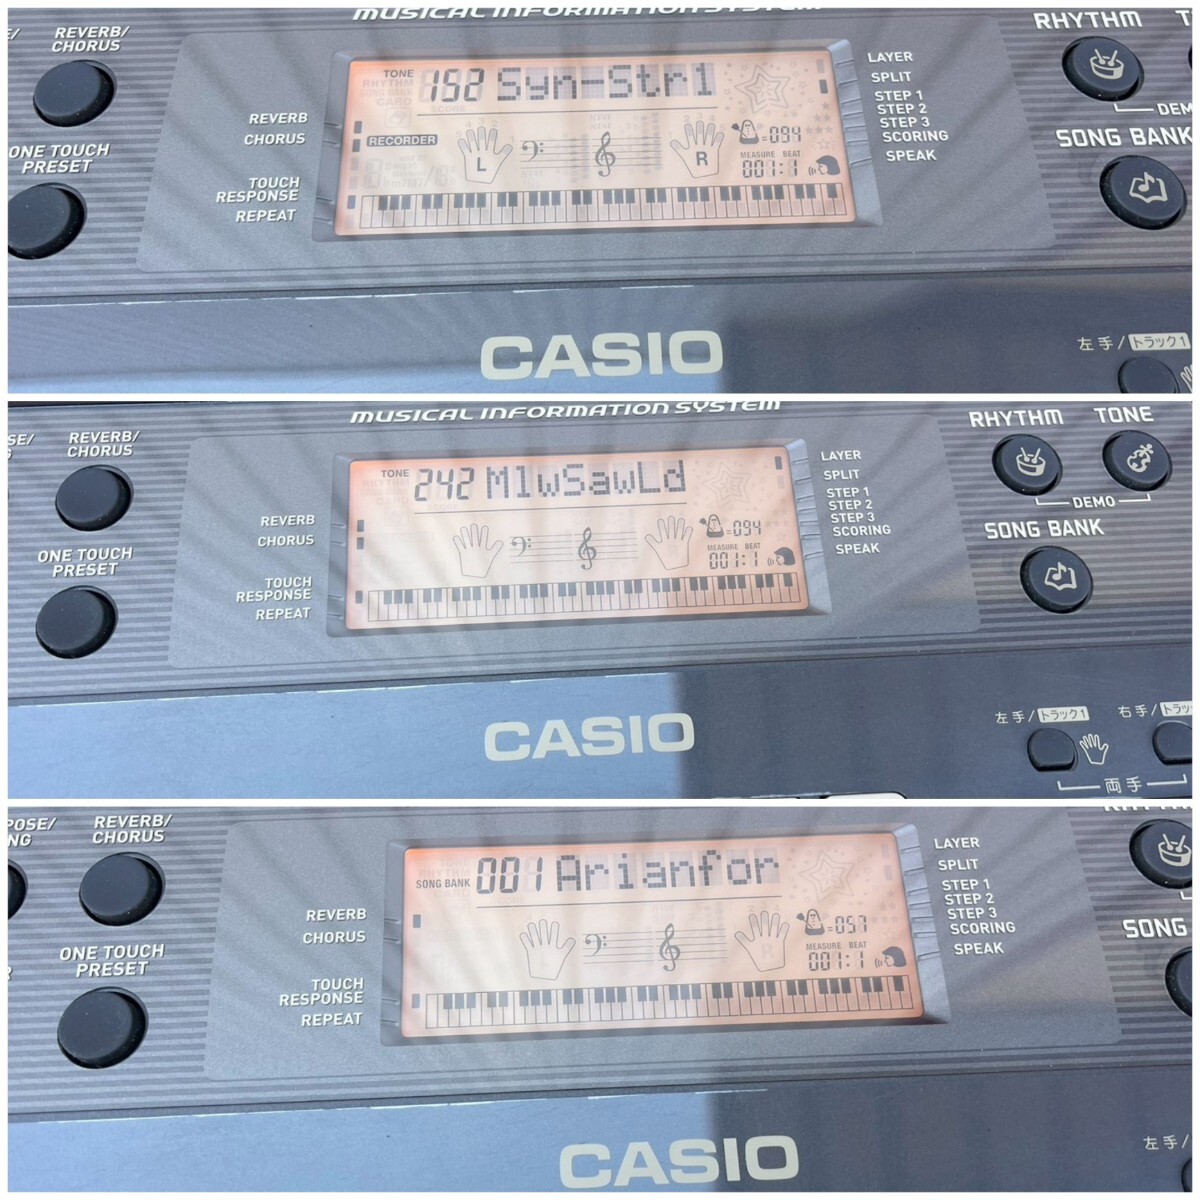 MUSICAL INFORMATION SYSTEM
REVERB/
CHORUS
ONE TOUCH
PRESET
REVERB
CHORUS
TOUCH
RESPONSE
REPEAT
TONE
152 Syn-Str1
RECORDER
L
R
=094
MEASURE BEAT
001:1
LAYER
SPLIT
STEP 1
STEP 2
STEP 3
SCORING
SPEAK
RHYTHM
DEMO
SONG BANK
CASIO
左手/トラック1
MUSICAL INFORMATION SYSTEM
REVERB/
CHORUS
ONE TOUCH
PRESET
REVERB
CHORUS
TOUCH
RESPONSE
REPEAT
TONE
242 MlwSawLd
=094
MEASURE BEAT
001:1
LAYER
SPLIT
STEP 1
STEP 2
STEP 3
SCORING
SPEAK
RHYTHM TONE
DEMO
SONG BANK
CASIO
左手/トラック1
右手/トラッ
両手
POSE/
NG
REVERB/
CHORUS
ONE TOUCH
PRESET
REVERB
CHORUS
TOUCH
RESPONSE
REPEAT
SONG BANK
001 Arianfor
=057
MEASURE BEAT
001:1
LAYER
SPLIT
STEP 1
STEP 2
STEP 3
SCORING
SPEAK
SONG
CASIO
左手/